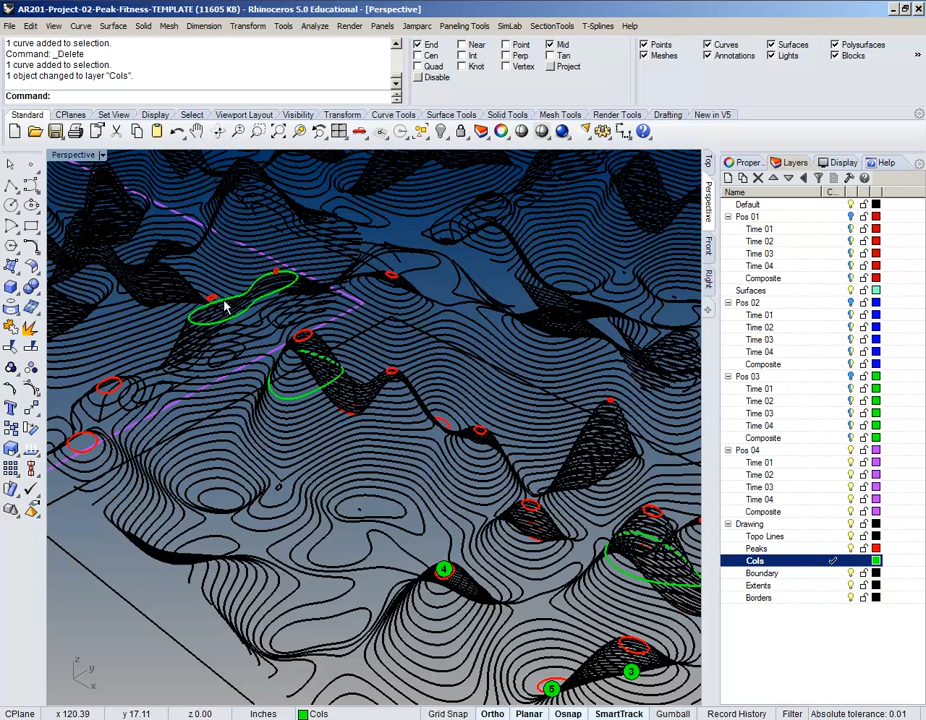 AR201-Project-02-Peak-Fitness-TEMPLATE (11605 KB) - Rhinoceros 5.0 Educational - [Perspective]
File Edit View Curve Surface Solid Mesh Dimension Transform Tools Analyze Render Panels Jamparc Paneling Tools SimLab SectionTools T-Splines Help
1 curve added to selection.
Command: _Delete
1 curve added to selection.
1 object changed to layer "Cols".
Command:
End Near Point Mid
Cen Int Perp Tan
Quad Knot Vertex Project
Disable
Points Curves Surfaces Polysurfaces
Meshes Annotations Lights Blocks
Standard CPlanes Set View Display Select Viewport Layout Visibility Transform Curve Tools Surface Tools Solid Tools Mesh Tools Render Tools Drafting New in V5
Perspective
Top
Perspective
Front
Right
Proper... Layers Display Help
Name C...
Default
Pos 01
Time 01
Time 02
Time 03
Time 04
Composite
Surfaces
Pos 02
Time 01
Time 02
Time 03
Time 04
Composite
Pos 03
Time 01
Time 02
Time 03
Time 04
Composite
Pos 04
Time 01
Time 02
Time 03
Time 04
Composite
Drawing
Topo Lines
Peaks
Cols
Boundary
Extents
Borders
4
3
5
z
y
x
CPlane x 120.39 y 17.11 z 0.00 Inches Cols Grid Snap Ortho Planar Osnap SmartTrack Gumball Record History Filter Absolute tolerance: 0.01